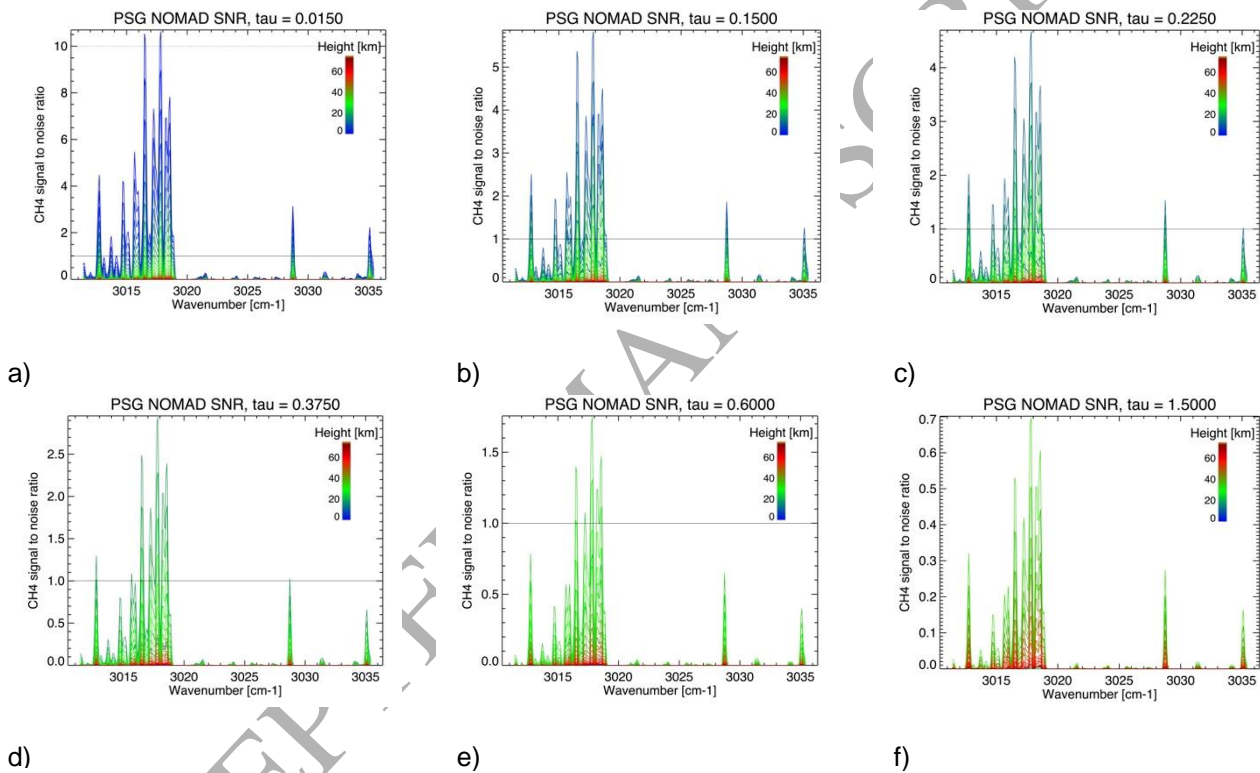 PSG NOMAD SNR, tau = 0.0150
CH4 signal to noise ratio
10
8
6
4
2
1
0
Height [km]
60
40
20
0
3015 3020 3025 3030 3035
Wavenumber [cm-1]
a)
PSG NOMAD SNR, tau = 0.1500
CH4 signal to noise ratio
5
4
3
2
1
0
Height [km]
60
40
20
0
3015 3020 3025 3030 3035
Wavenumber [cm-1]
b)
PSG NOMAD SNR, tau = 0.2250
CH4 signal to noise ratio
4
3
2
1
0
Height [km]
60
40
20
0
3015 3020 3025 3030 3035
Wavenumber [cm-1]
c)
PSG NOMAD SNR, tau = 0.3750
CH4 signal to noise ratio
2.5
2.0
1.5
1.0
0.5
0.0
Height [km]
60
40
20
0
3015 3020 3025 3030 3035
Wavenumber [cm-1]
d)
PSG NOMAD SNR, tau = 0.6000
CH4 signal to noise ratio
1.5
1.0
0.5
0.0
Height [km]
60
40
20
0
3015 3020 3025 3030 3035
Wavenumber [cm-1]
e)
PSG NOMAD SNR, tau = 1.5000
CH4 signal to noise ratio
0.7
0.6
0.5
0.4
0.3
0.2
0.1
0.0
Height [km]
60
40
20
0
3015 3020 3025 3030 3035
Wavenumber [cm-1]
f)